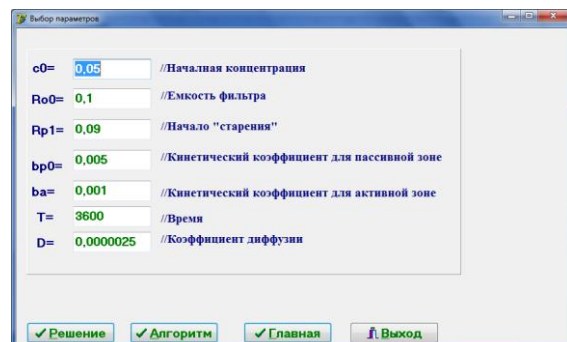 Выбор параметров
c0= 0,05 //Началная концентрация
Ro0= 0,1 //Емкость фильтра
Rp1= 0,09 //Начало "старения"
bp0= 0,005 //Кинетический коэффициент для пассивной зоне
ba= 0,001 //Кинетический коэффициент для активной зоне
T= 3600 //Время
D= 0,0000025 //Коэффициент диффузии
Решение Алгоритм Главная Выход